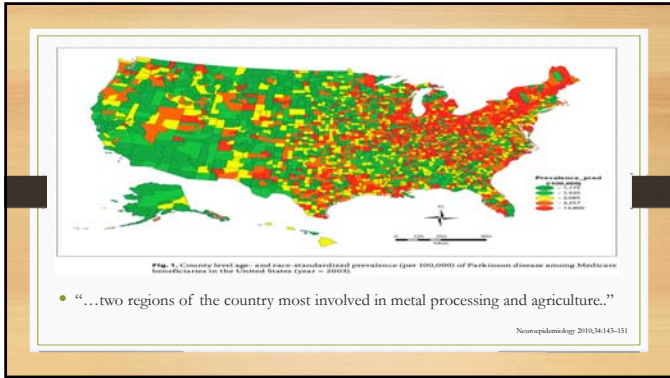 Prevalence_pred
(*100,000)
Fig. 1. County level age- and race-standardized prevalence (per 100,000) of Parkinson disease among Medicare
beneficiaries in the United States (year = 2003).
• “…two regions of the country most involved in metal processing and agriculture..”
Neuroepidemiology 2010;34:143–151